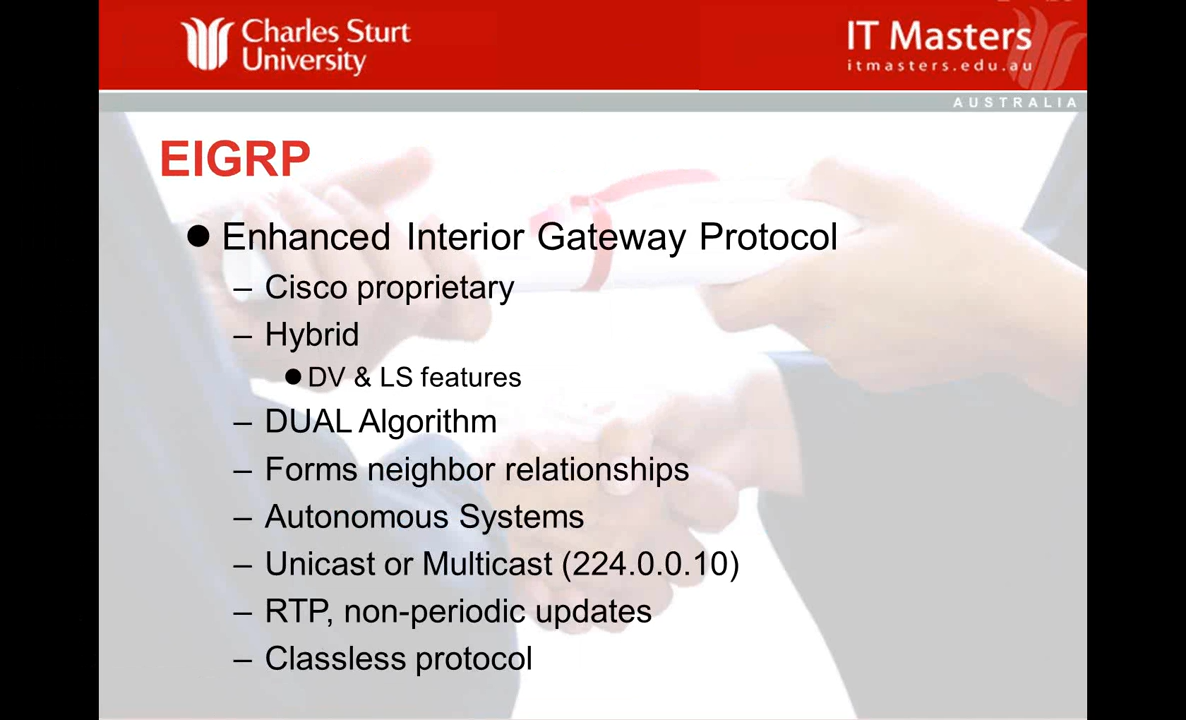 Charles Sturt
University
IT Masters
itmasters.edu.au
AUSTRALIA
EIGRP
● Enhanced Interior Gateway Protocol
– Cisco proprietary
– Hybrid
● DV & LS features
– DUAL Algorithm
– Forms neighbor relationships
– Autonomous Systems
– Unicast or Multicast (224.0.0.10)
– RTP, non-periodic updates
– Classless protocol